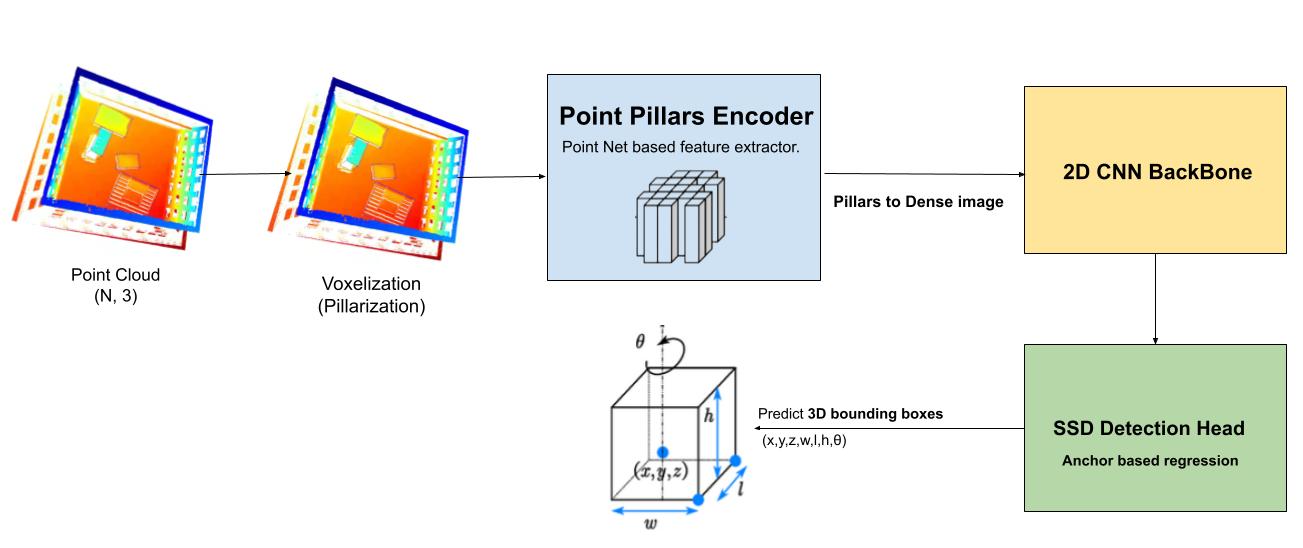 Point Cloud
(N, 3)
Voxelization
(Pillarization)
Point Pillars Encoder
Point Net based feature extractor.
Pillars to Dense image
2D CNN BackBone
SSD Detection Head
Anchor based regression
Predict 3D bounding boxes
(x,y,z,w,l,h,θ)
θ
h
(x,y,z)
l
w